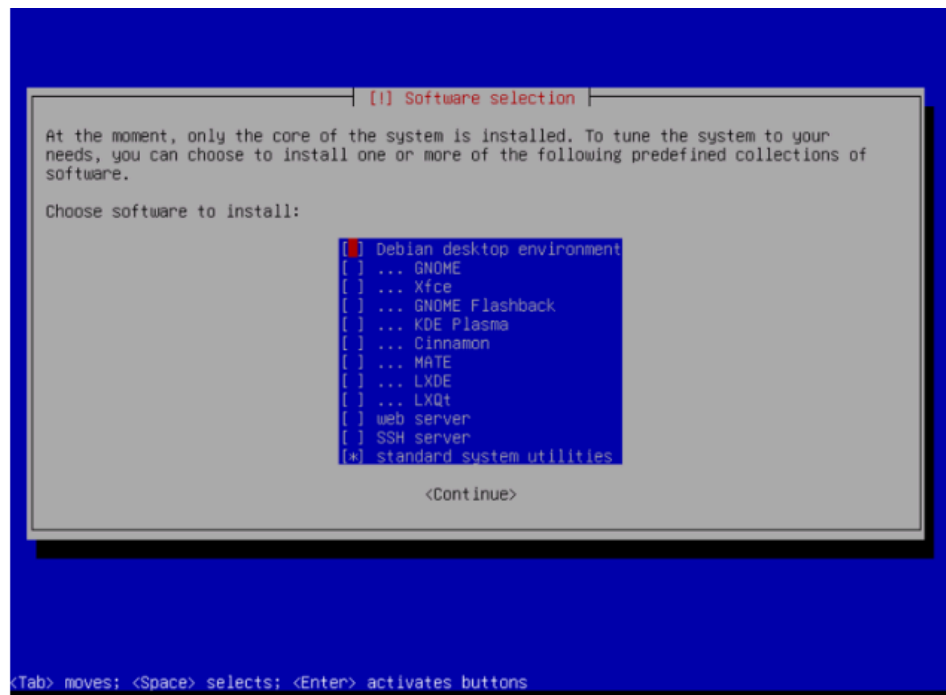 [!] Software selection
At the moment, only the core of the system is installed. To tune the system to your
needs, you can choose to install one or more of the following predefined collections of
software.
Choose software to install:
[ ] Debian desktop environment
[ ] ... GNOME
[ ] ... Xfce
[ ] ... GNOME Flashback
[ ] ... KDE Plasma
[ ] ... Cinnamon
[ ] ... MATE
[ ] ... LXDE
[ ] ... LXQt
[ ] web server
[ ] SSH server
[*] standard system utilities
<Continue>
<Tab> moves; <Space> selects; <Enter> activates buttons